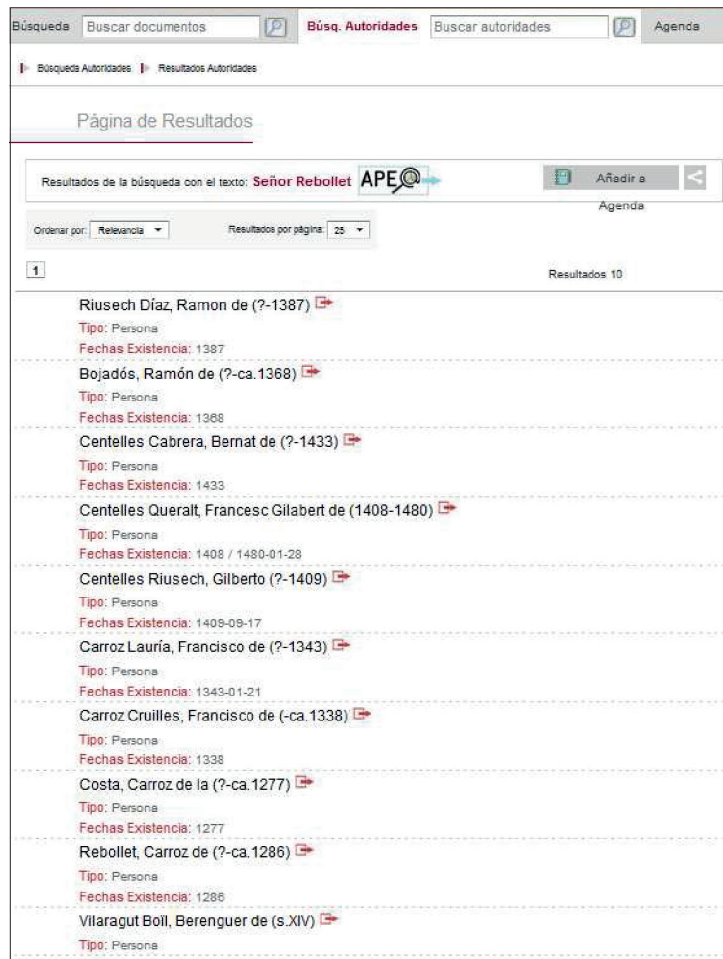 Búsqueda Buscar documentos Búsq. Autoridades Buscar autoridades Agenda
Búsqueda Autoridades Resultados Autoridades
Página de Resultados
Resultados de la búsqueda con el texto: Señor Rebollet APE Añadir a
Agenda
Ordenar por: Relevancia Resultados por página: 25
1 Resultados 10
Riusech Díaz, Ramon de (?-1387)
Tipo: Persona
Fechas Existencia: 1387
Bojadós, Ramón de (?-ca.1368)
Tipo: Persona
Fechas Existencia: 1368
Centelles Cabrera, Bernat de (?-1433)
Tipo: Persona
Fechas Existencia: 1433
Centelles Queralt, Francesc Gilabert de (1408-1480)
Tipo: Persona
Fechas Existencia: 1408 / 1480-01-28
Centelles Riusech, Gilberto (?-1409)
Tipo: Persona
Fechas Existencia: 1409-09-17
Carroz Lauría, Francisco de (?-1343)
Tipo: Persona
Fechas Existencia: 1343-01-21
Carroz Cruilles, Francisco de (-ca.1338)
Tipo: Persona
Fechas Existencia: 1338
Costa, Carroz de la (?-ca.1277)
Tipo: Persona
Fechas Existencia: 1277
Rebollet, Carroz de (?-ca.1286)
Tipo: Persona
Fechas Existencia: 1286
Vilaragut Boïl, Berenguer de (s.XIV)
Tipo: Persona